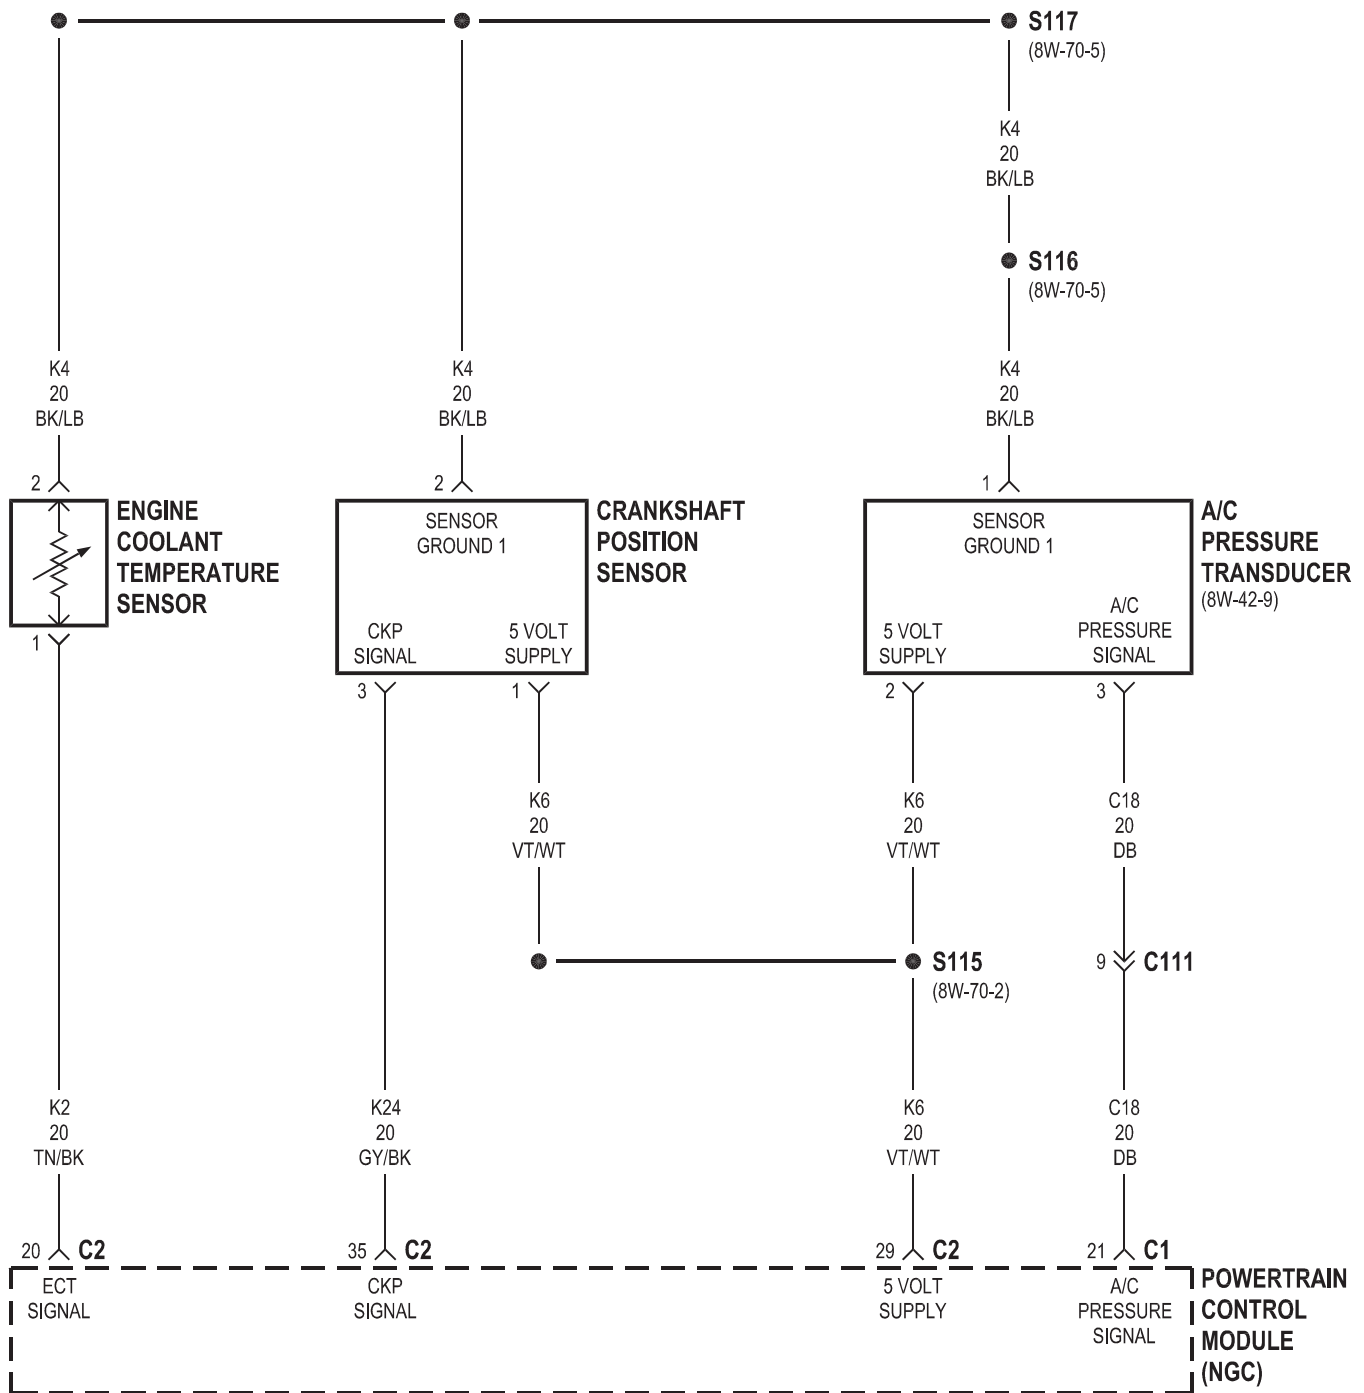 S117
(8W-70-5)
K4
20
BK/LB
S116
(8W-70-5)
K4
20
BK/LB
K4
20
BK/LB
K4
20
BK/LB
2
2
1
ENGINE
COOLANT
TEMPERATURE
SENSOR
1
SENSOR
GROUND 1
CKP
SIGNAL
5 VOLT
SUPPLY
CRANKSHAFT
POSITION
SENSOR
3
1
SENSOR
GROUND 1
5 VOLT
SUPPLY
A/C
PRESSURE
SIGNAL
A/C
PRESSURE
TRANSDUCER
(8W-42-9)
2
3
K6
20
VT/WT
K6
20
VT/WT
C18
20
DB
S115
(8W-70-2)
9
C111
K2
20
TN/BK
K24
20
GY/BK
K6
20
VT/WT
C18
20
DB
20 C2
35 C2
29 C2
21 C1
ECT
SIGNAL
CKP
SIGNAL
5 VOLT
SUPPLY
A/C
PRESSURE
SIGNAL
POWERTRAIN
CONTROL
MODULE
(NGC)